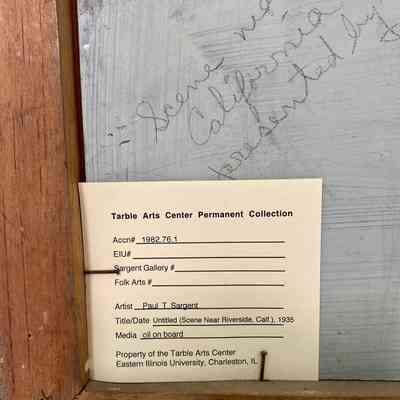 Scene
California
presented by
Tarble Arts Center Permanent Collection
Accn# 1982.76.1
EIU#
Sargent Gallery #
Folk Arts #
Artist Paul T. Sargent
Title/Date Untitled (Scene Near Riverside, Calf.), 1935
Media oil on board
Property of the Tarble Arts Center
Eastern Illinois University, Charleston, IL